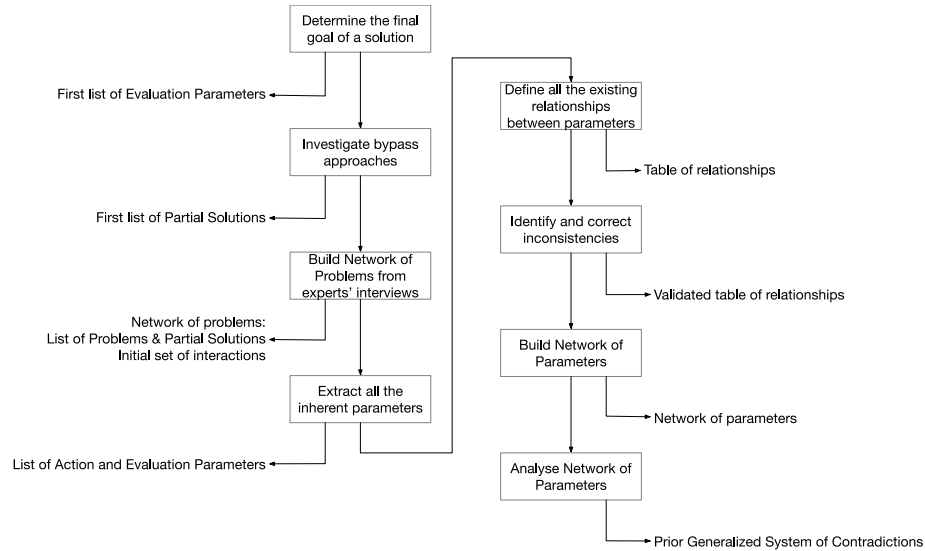 Determine the final
goal of a solution
First list of Evaluation Parameters
Investigate bypass
approaches
First list of Partial Solutions
Build Network of
Problems from
experts' interviews
Network of problems:
List of Problems & Partial Solutions
Initial set of interactions
Extract all the
inherent parameters
List of Action and Evaluation Parameters
Define all the existing
relationships
between parameters
Table of relationships
Identify and correct
inconsistencies
Validated table of relationships
Build Network of
Parameters
Network of parameters
Analyse Network of
Parameters
Prior Generalized System of Contradictions